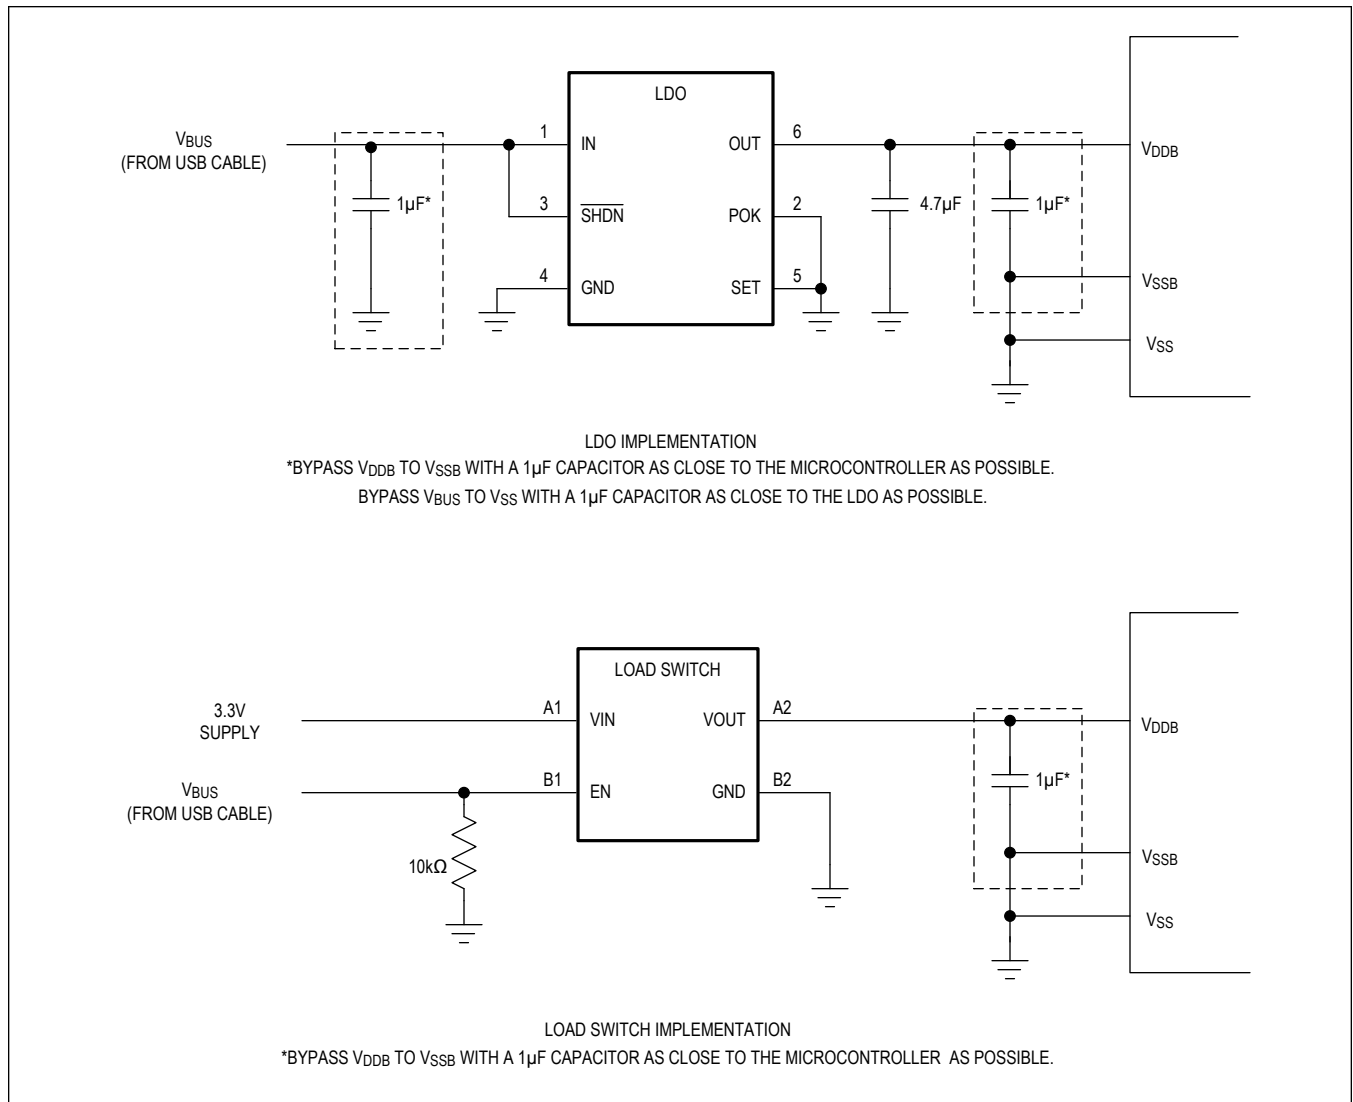 LDO
VBUS
(FROM USB CABLE)
1 IN
OUT 6
VDDB
1µF*
3 SHDN
POK 2
4.7µF
1µF*
4 GND
SET 5
VSSB
VSS
LDO IMPLEMENTATION
*BYPASS VDDB TO VSSB WITH A 1µF CAPACITOR AS CLOSE TO THE MICROCONTROLLER AS POSSIBLE.
BYPASS VBUS TO VSS WITH A 1µF CAPACITOR AS CLOSE TO THE LDO AS POSSIBLE.
LOAD SWITCH
3.3V
SUPPLY
A1 VIN
VOUT A2
VDDB
VBUS
(FROM USB CABLE)
B1 EN
GND B2
1µF*
10kΩ
VSSB
VSS
LOAD SWITCH IMPLEMENTATION
*BYPASS VDDB TO VSSB WITH A 1µF CAPACITOR AS CLOSE TO THE MICROCONTROLLER AS POSSIBLE.